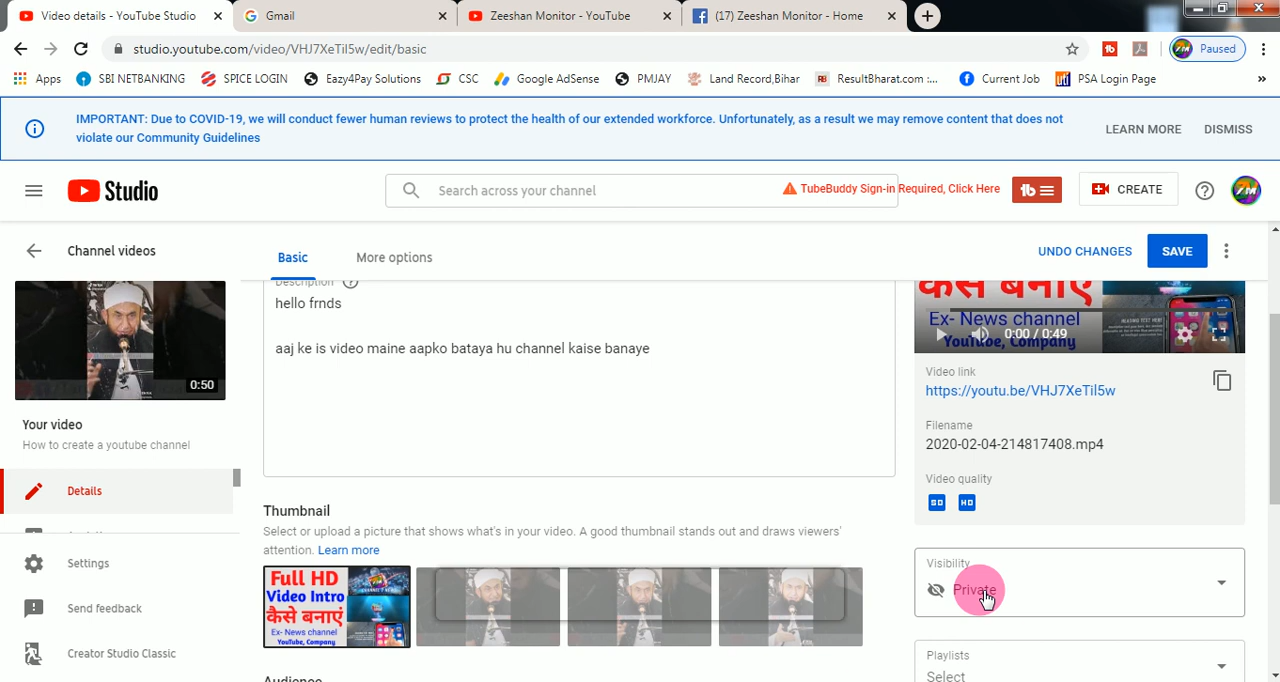 Video details - YouTube Studio
Gmail
Zeeshan Monitor - YouTube
(17) Zeeshan Monitor - Home
studio.youtube.com/video/VHJ7XeTil5w/edit/basic
Paused
Apps
SBI NETBANKING
SPICE LOGIN
Eazy4Pay Solutions
CSC
Google AdSense
PMJAY
Land Record,Bihar
ResultBharat.com :...
Current Job
PSA Login Page
IMPORTANT: Due to COVID-19, we will conduct fewer human reviews to protect the health of our extended workforce. Unfortunately, as a result we may remove content that does not
violate our Community Guidelines
LEARN MORE
DISMISS
Studio
Search across your channel
TubeBuddy Sign-in Required, Click Here
CREATE
Channel videos
Basic
More options
UNDO CHANGES
SAVE
0:50
Your video
How to create a youtube channel
Details
Settings
Send feedback
Creator Studio Classic
Description
hello frnds
aaj ke is video maine aapko bataya hu channel kaise banaye
Thumbnail
Select or upload a picture that shows what's in your video. A good thumbnail stands out and draws viewers'
attention. Learn more
Full HD
Video Intro
कैसे बनाएं
Ex- News channel
YouTube, Company
Audience
कैसे बनाएं
Ex- News channel
YouTube, Company
0:00 / 0:49
Video link
https://youtu.be/VHJ7XeTil5w
Filename
2020-02-04-214817408.mp4
Video quality
SD
HD
Visibility
Private
Playlists
Select